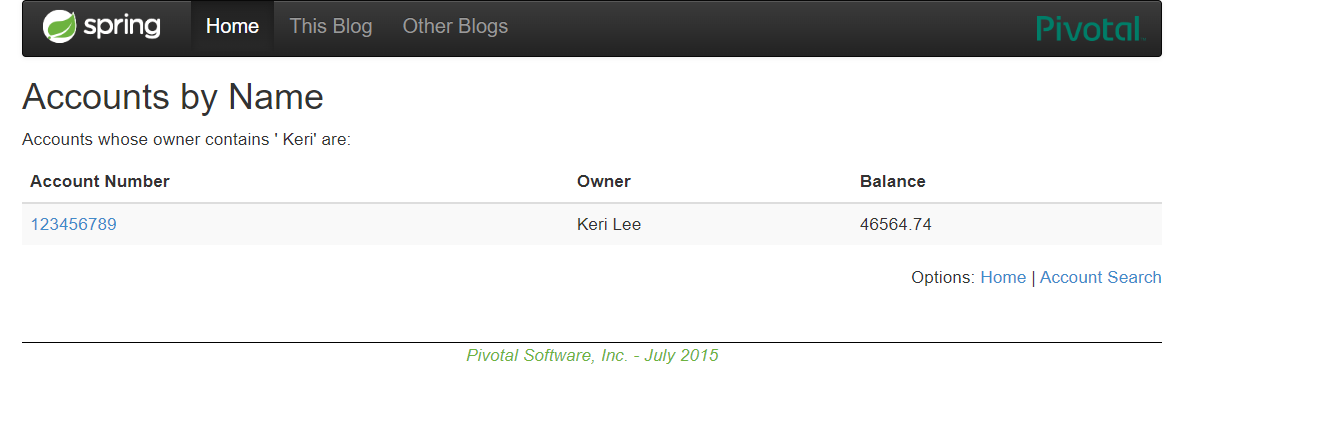 spring Home This Blog Other Blogs Pivotal
Accounts by Name
Accounts whose owner contains ' Keri' are:
Account Number Owner Balance
123456789 Keri Lee 46564.74
Options: Home | Account Search
Pivotal Software, Inc. - July 2015